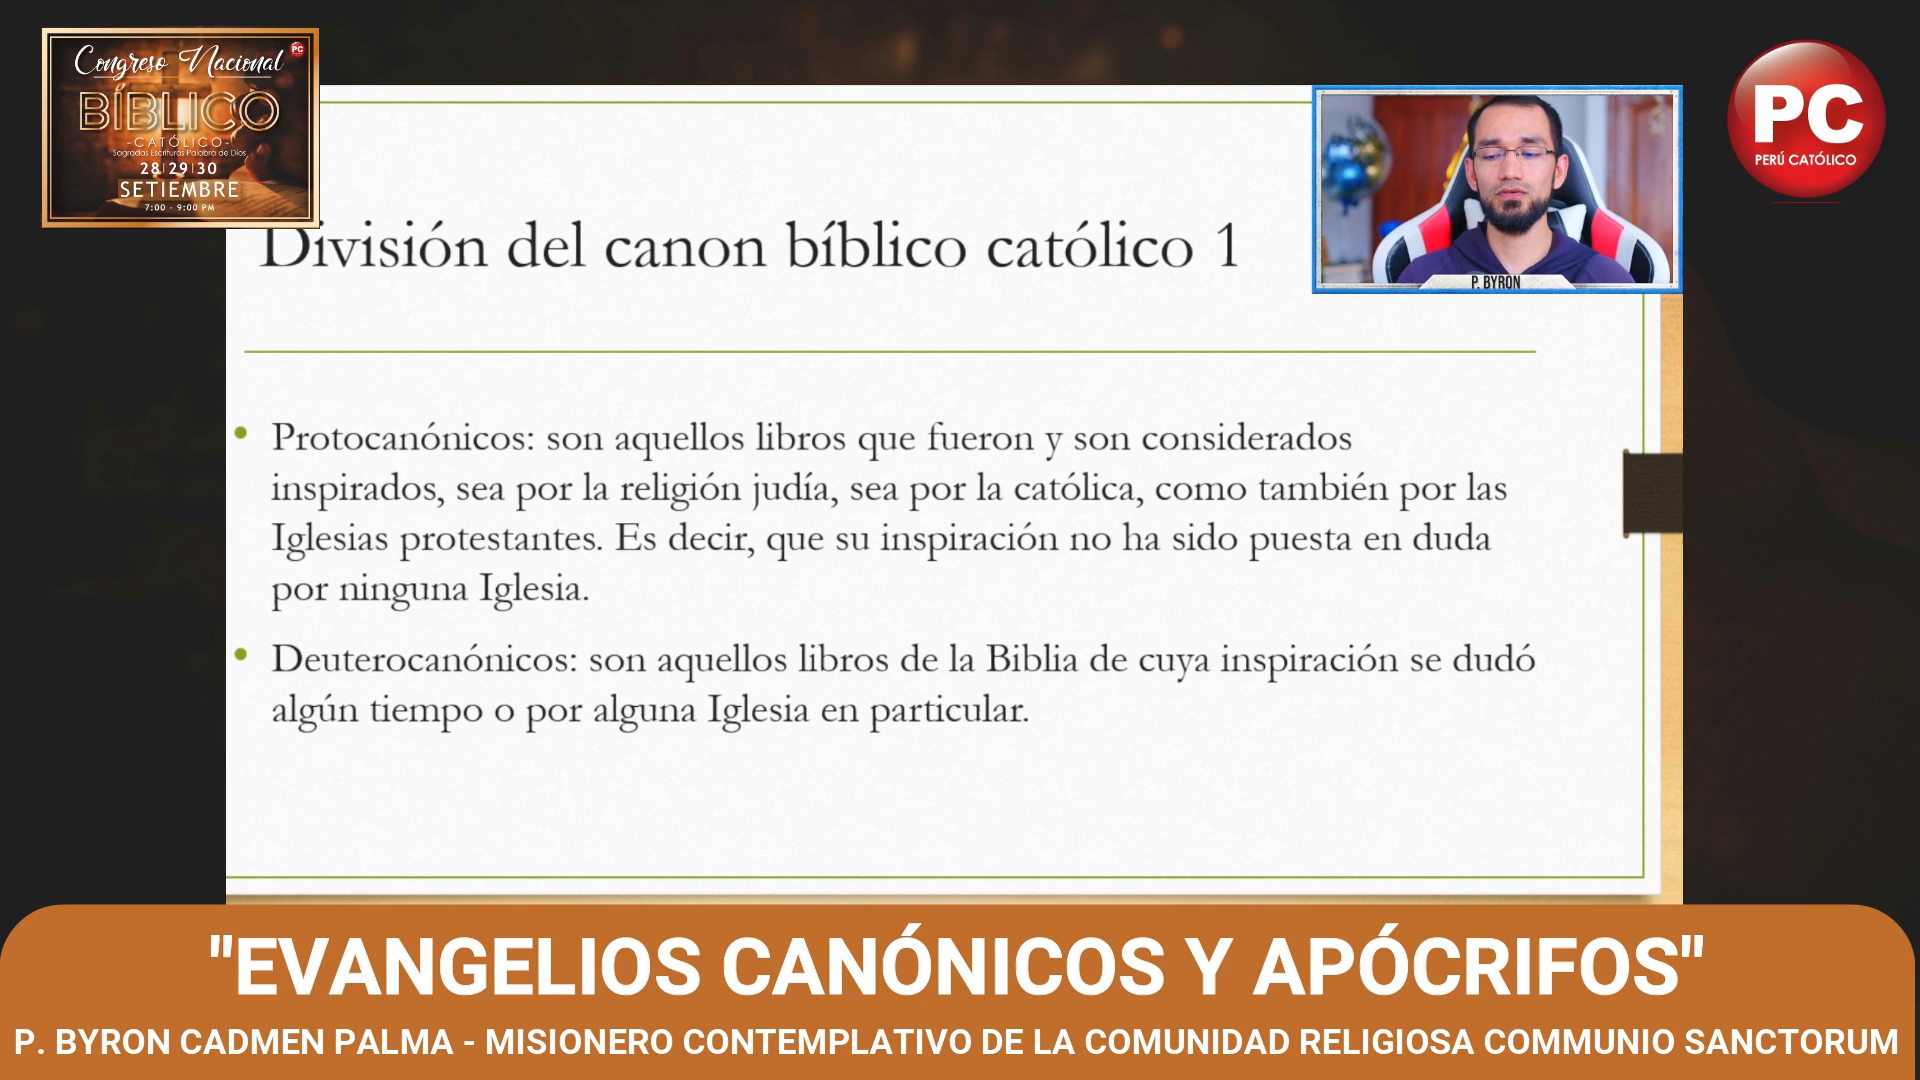 Congreso Nacional
PC
BÍBLICO
-CATÓLICO-
Sagradas Escrituras Palabra de Dios
28|29|30
SETIEMBRE
7:00 - 9:00 PM
PC
PERÚ CATÓLICO
P. BYRON
División del canon bíblico católico 1
• Protocanónicos: son aquellos libros que fueron y son considerados
inspirados, sea por la religión judía, sea por la católica, como también por las
Iglesias protestantes. Es decir, que su inspiración no ha sido puesta en duda
por ninguna Iglesia.
• Deuterocanónicos: son aquellos libros de la Biblia de cuya inspiración se dudó
algún tiempo o por alguna Iglesia en particular.
"EVANGELIOS CANÓNICOS Y APÓCRIFOS"
P. BYRON CADMEN PALMA - MISIONERO CONTEMPLATIVO DE LA COMUNIDAD RELIGIOSA COMMUNIO SANCTORUM